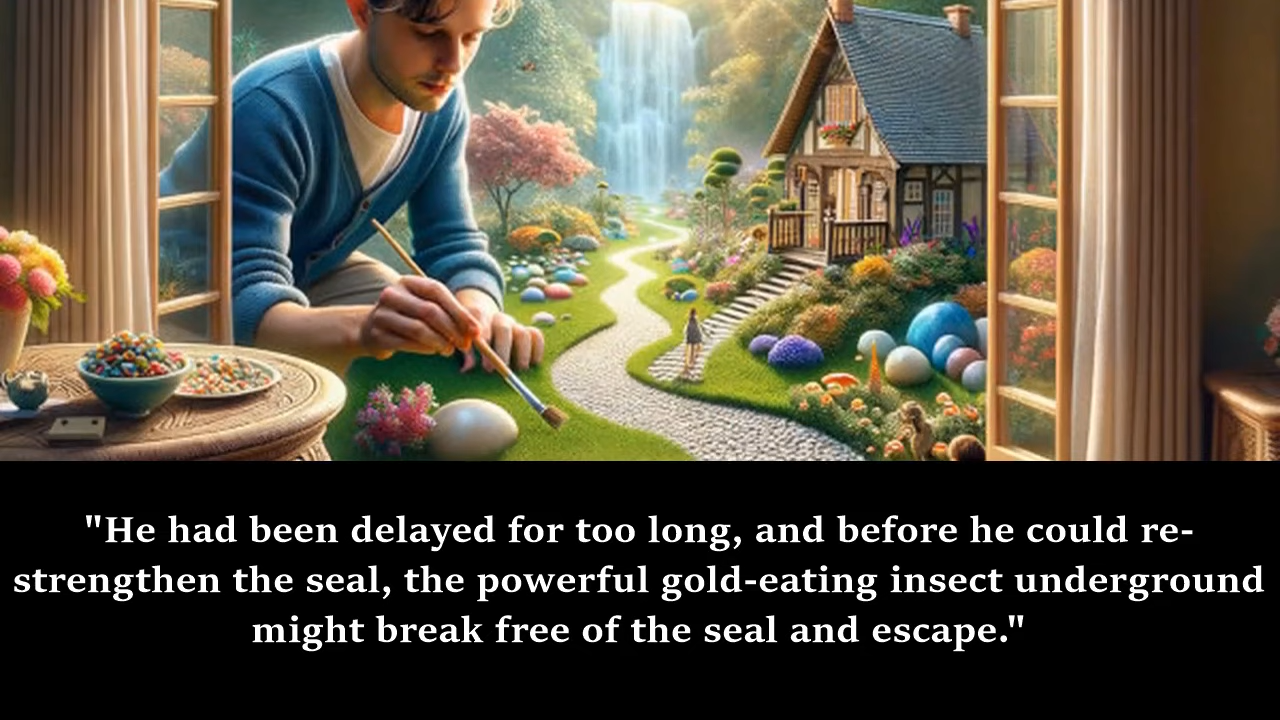 "He had been delayed for too long, and before he could re-
strengthen the seal, the powerful gold-eating insect underground
might break free of the seal and escape."